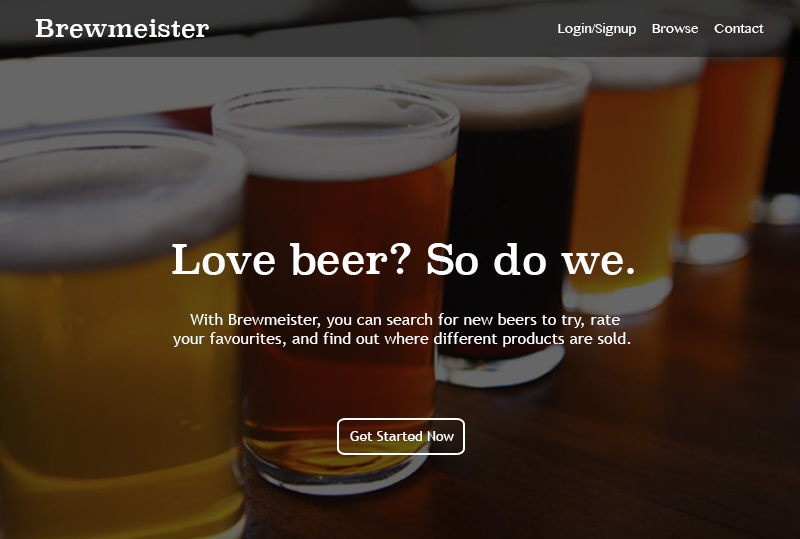 Brewmeister
Login/Signup Browse Contact
Love beer? So do we.
With Brewmeister, you can search for new beers to try, rate
your favourites, and find out where different products are sold.
Get Started Now